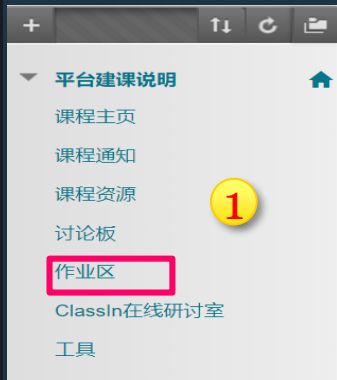 平台建课说明
课程主页
课程通知
课程资源
1
讨论板
作业区
ClassIn在线研讨室
工具